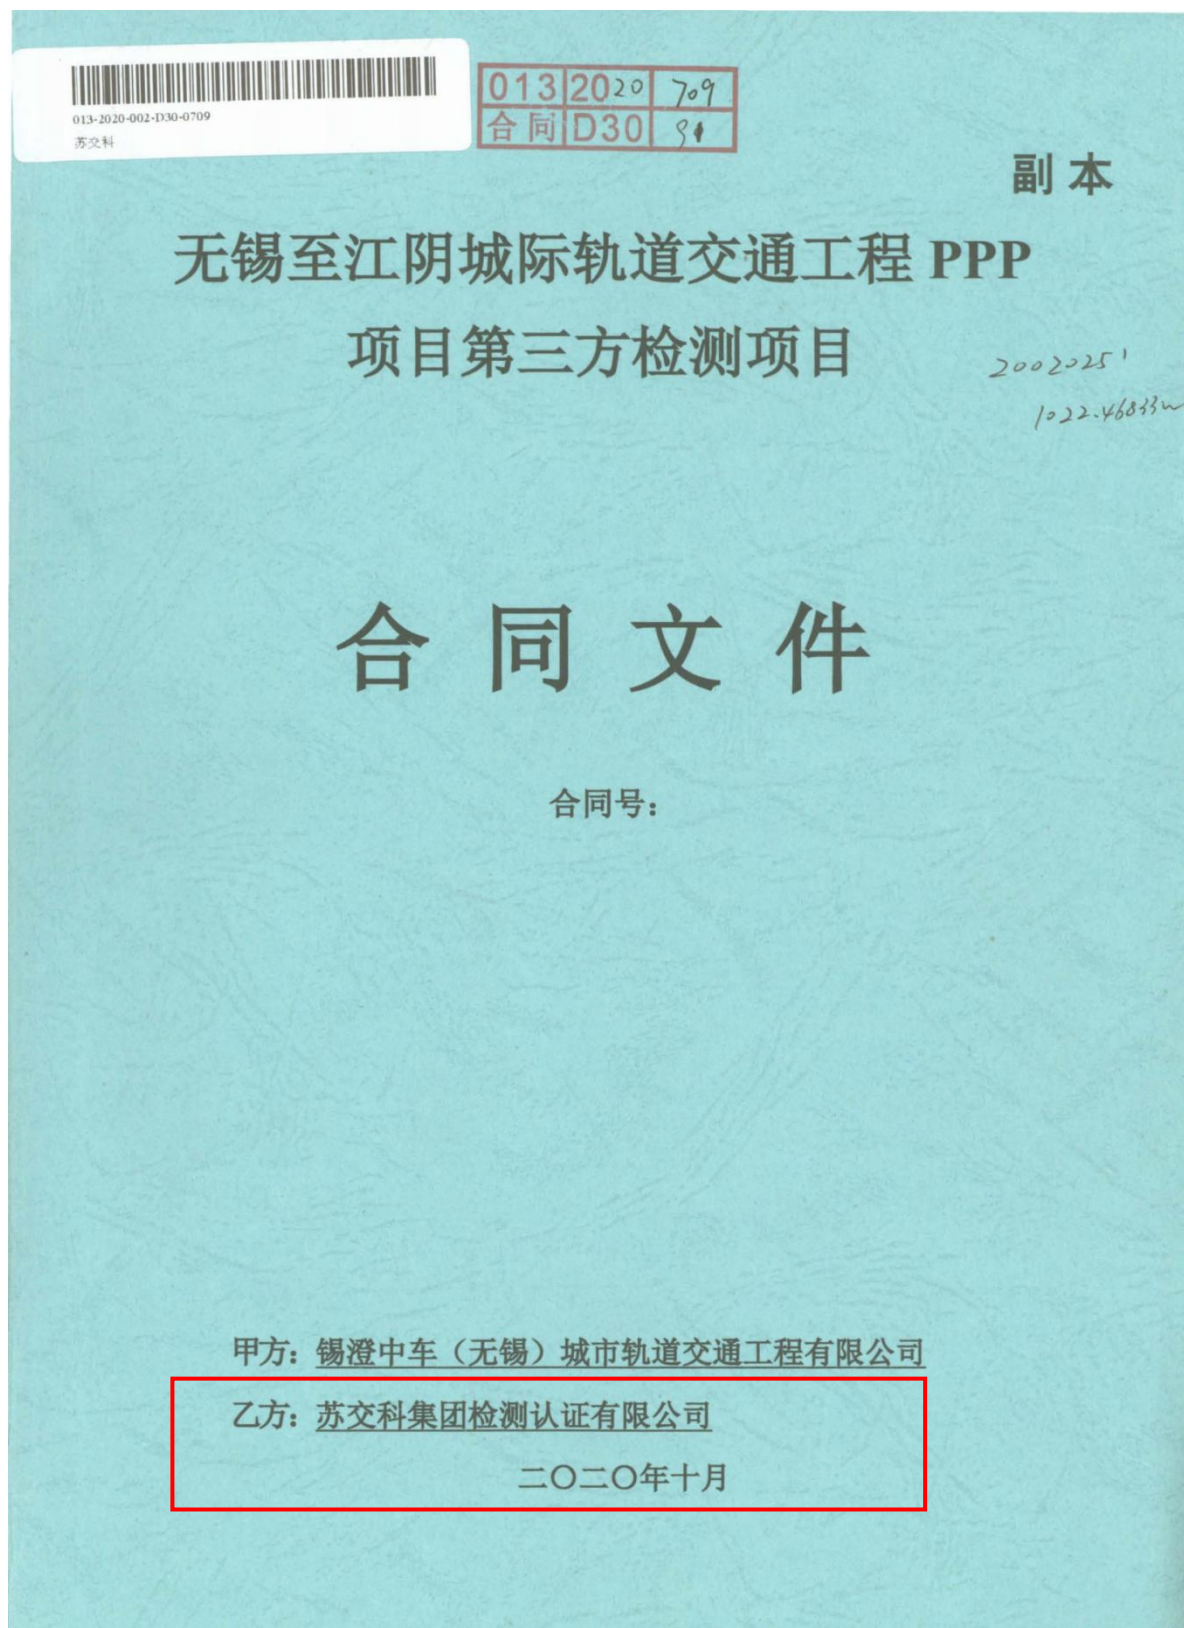 013-2020-002-D30-0709
苏交科
013 2020 709
合同 D30
副本
无锡至江阴城际轨道交通工程 PPP
项目第三方检测项目
20020251
1022.46833w
合同文件
合同号：
甲方：锡澄中车（无锡）城市轨道交通工程有限公司
乙方：苏交科集团检测认证有限公司
二〇二〇年十月